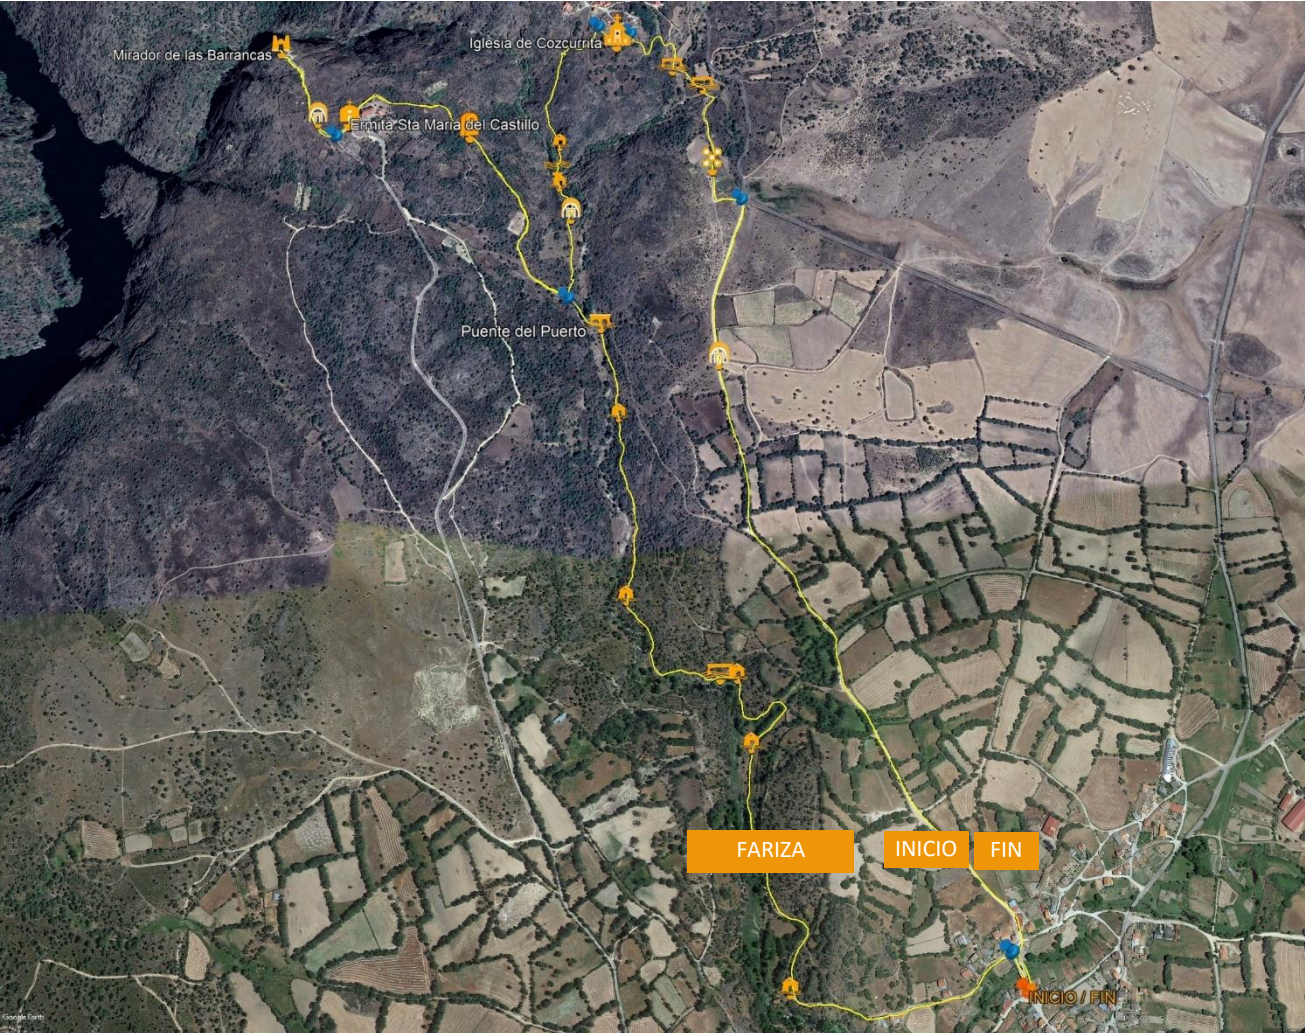 Iglesia de Cozcurrita
Mirador de las Barrancas
Ermita Sta María del Castillo
Puente del Puerto
FARIZA
INICIO
FIN
INICIO / FIN
Google Earth